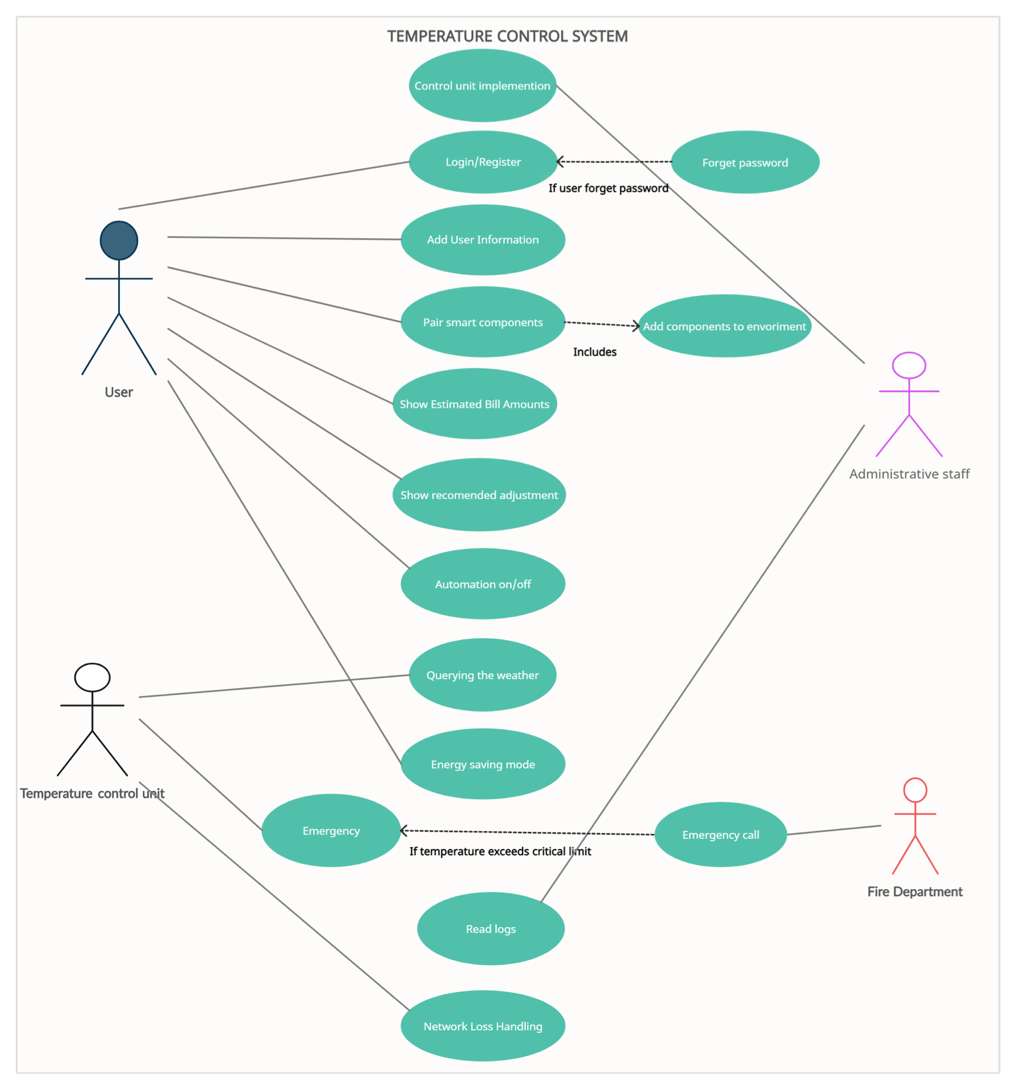 TEMPERATURE CONTROL SYSTEM
Control unit implemention
Login/Register
Forget password
If user forget password
Add User Information
Pair smart components
Add components to envoriment
Includes
User
Show Estimated Bill Amounts
Administrative staff
Show recomended adjustment
Automation on/off
Querying the weather
Energy saving mode
Temperature control unit
Emergency
Emergency call
If temperature exceeds critical limit
Fire Department
Read logs
Network Loss Handling